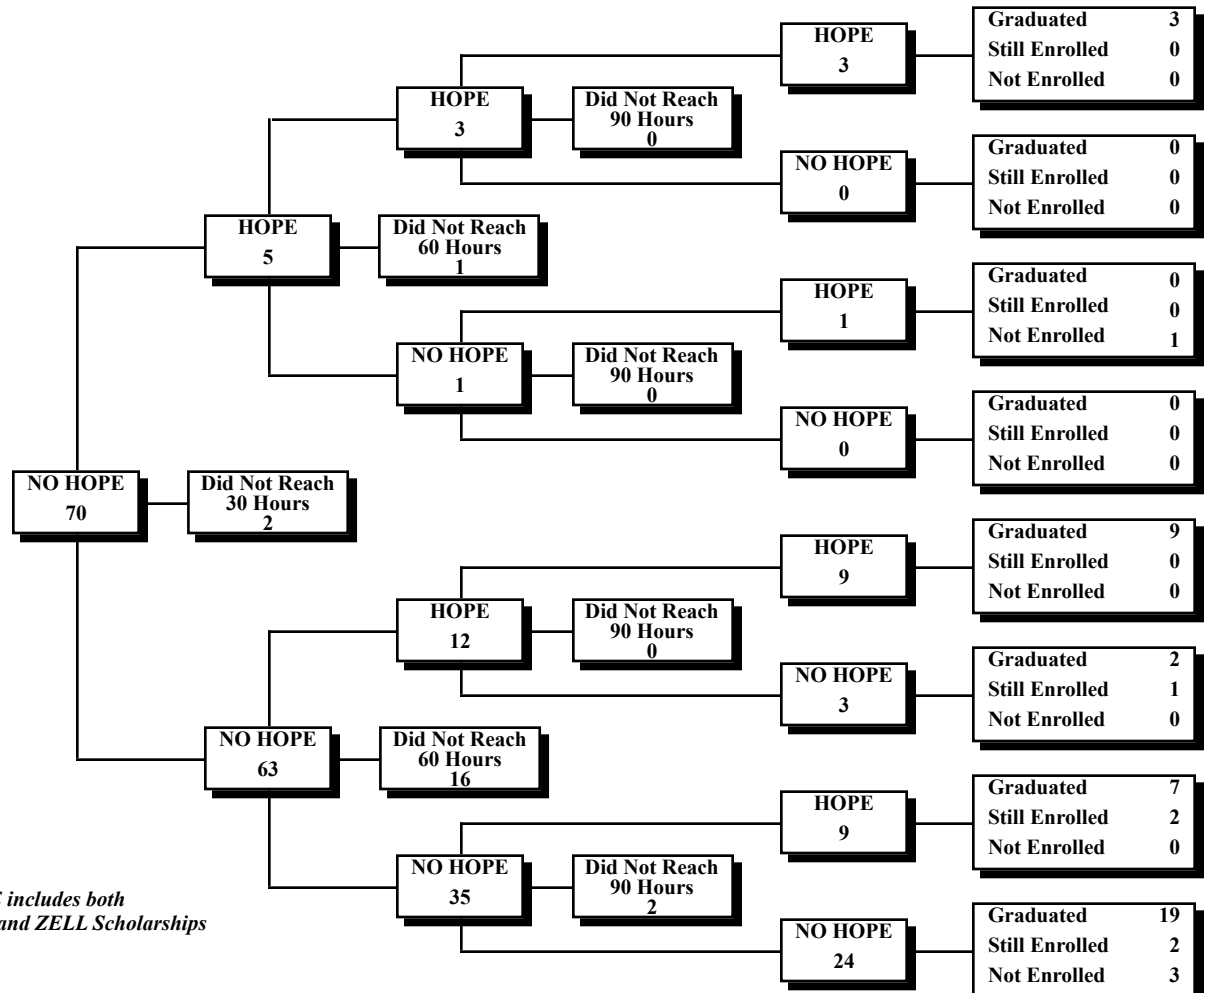 NO HOPE
70
Did Not Reach
30 Hours
2
HOPE
5
Did Not Reach
60 Hours
1
NO HOPE
63
Did Not Reach
60 Hours
16
HOPE
3
Did Not Reach
90 Hours
0
NO HOPE
1
Did Not Reach
90 Hours
0
HOPE
12
Did Not Reach
90 Hours
0
NO HOPE
35
Did Not Reach
90 Hours
2
HOPE
3
NO HOPE
0
HOPE
1
NO HOPE
0
HOPE
9
NO HOPE
3
HOPE
9
NO HOPE
24
Graduated 3
Still Enrolled 0
Not Enrolled 0
Graduated 0
Still Enrolled 0
Not Enrolled 0
Graduated 0
Still Enrolled 0
Not Enrolled 1
Graduated 0
Still Enrolled 0
Not Enrolled 0
Graduated 9
Still Enrolled 0
Not Enrolled 0
Graduated 2
Still Enrolled 1
Not Enrolled 0
Graduated 7
Still Enrolled 2
Not Enrolled 0
Graduated 19
Still Enrolled 2
Not Enrolled 3
includes both
and ZELL Scholarships